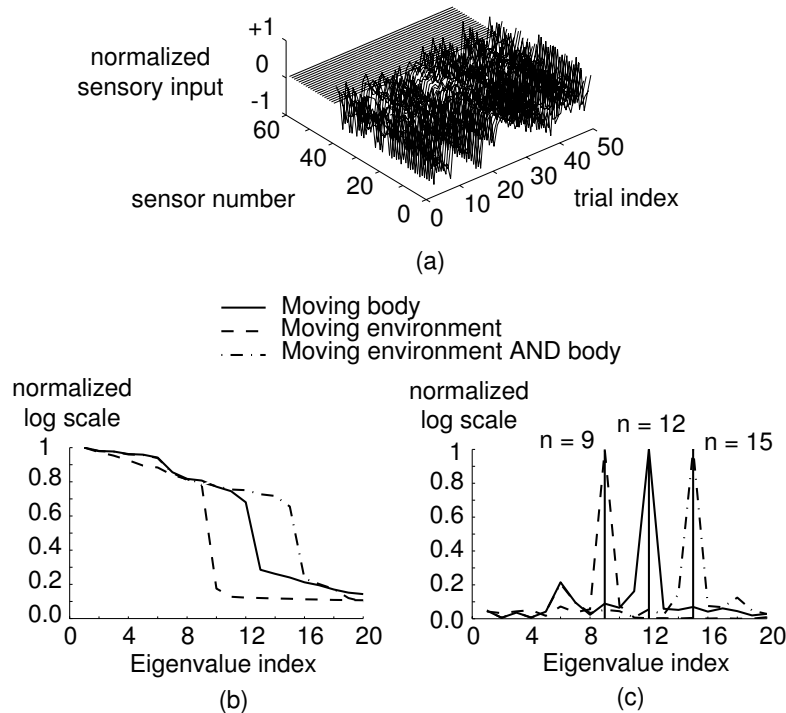 normalized
sensory input
+1
0
-1
60
40
20
0
sensor number
0
10
20
30
40
50
trial index
(a)
Moving body
Moving environment
Moving environment AND body
normalized
log scale
1
0.8
0.6
0.4
0.2
0.0
0 4 8 12 16 20
Eigenvalue index
(b)
normalized
log scale
n = 9
n = 12
n = 15
1
0.8
0.6
0.4
0.2
0
0 4 8 12 16 20
Eigenvalue index
(c)